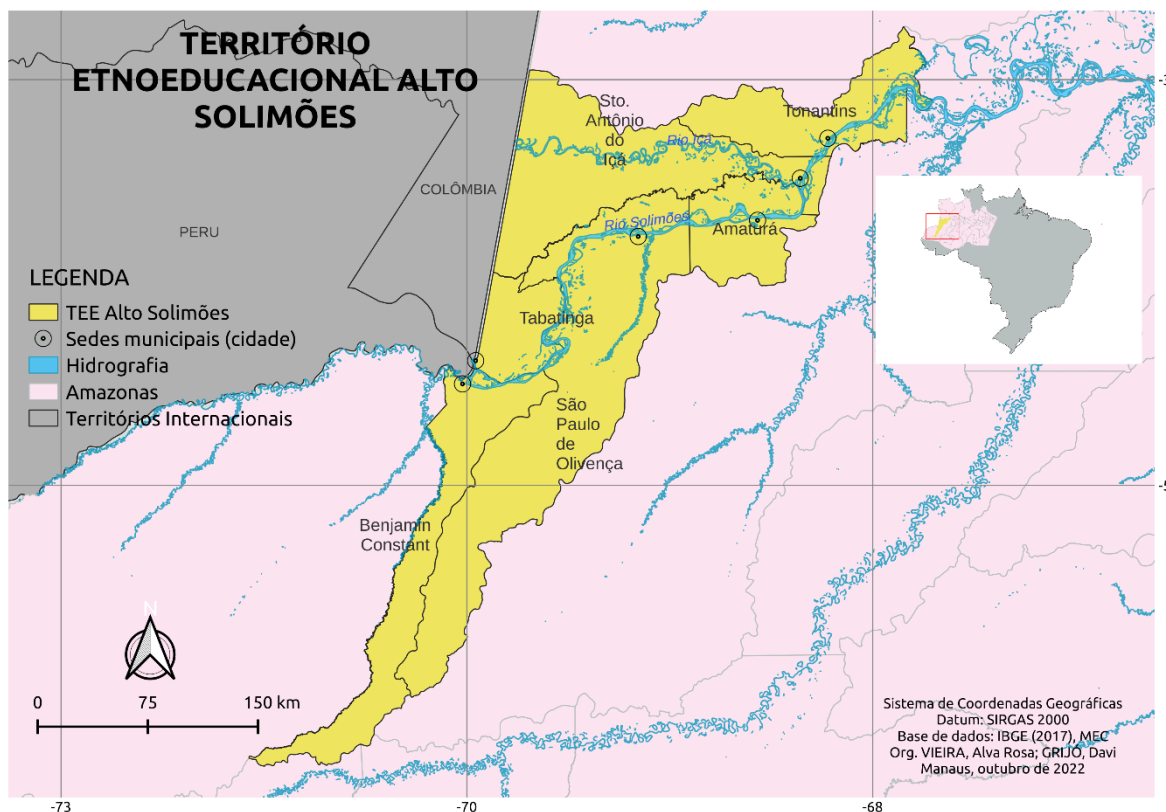 TERRITÓRIO
ETNOEDUCACIONAL ALTO
SOLIMÕES
Sto.
Antônio
do
Içá
Tonantins
Rio Içá
COLÔMBIA
PERU
Rio Solimões
Amaturá
LEGENDA
TEE Alto Solimões
Sedes municipais (cidade)
Hidrografia
Amazonas
Territórios Internacionais
Tabatinga
São
Paulo
de
Olivença
Benjamin
Constant
N
0 75 150 km
Sistema de Coordenadas Geográficas
Datum: SIRGAS 2000
Base de dados: IBGE (2017), MEC
Org. VIEIRA, Alva Rosa; GRIJÓ, Davi
Manaus, outubro de 2022
-3
-5
-73 -70 -68